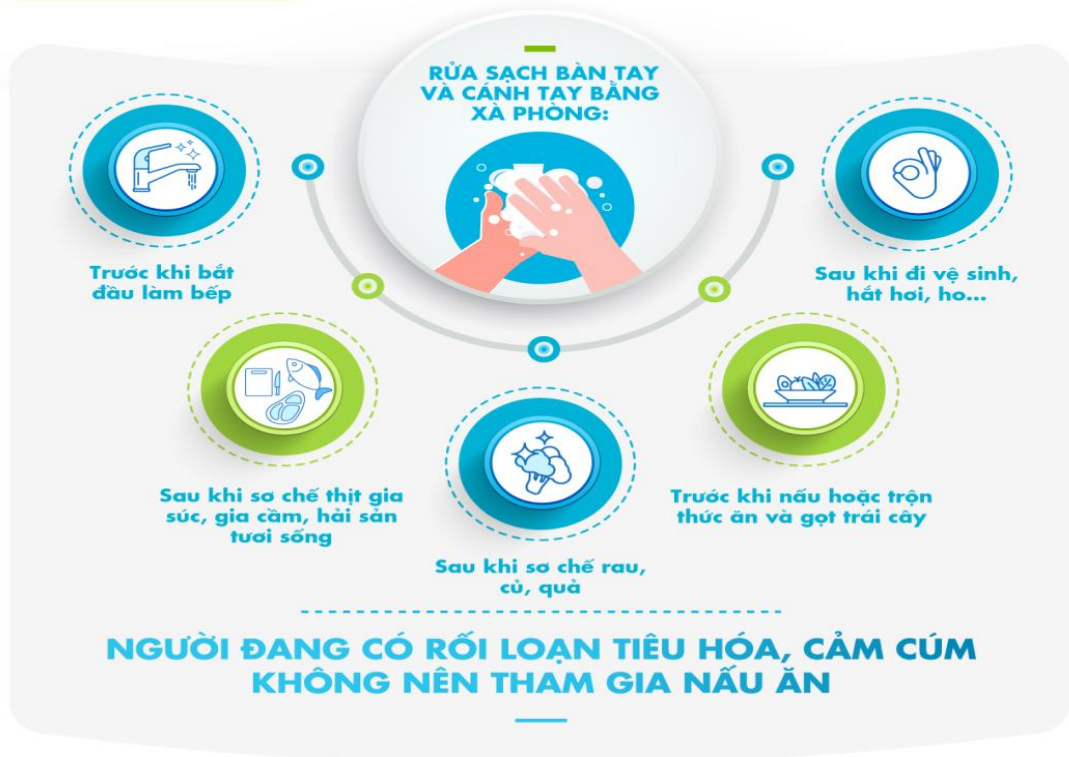 RỬA SẠCH BÀN TAY
VÀ CÁNH TAY BẰNG
XÀ PHÒNG:
Trước khi bắt
đầu làm bếp
Sau khi sơ chế thịt gia
súc, gia cầm, hải sản
tươi sống
Sau khi sơ chế rau,
củ, quả
Trước khi nấu hoặc trộn
thức ăn và gọt trái cây
Sau khi đi vệ sinh,
hắt hơi, ho...
NGƯỜI ĐANG CÓ RỐI LOẠN TIÊU HÓA, CẢM CÚM
KHÔNG NÊN THAM GIA NẤU ĂN